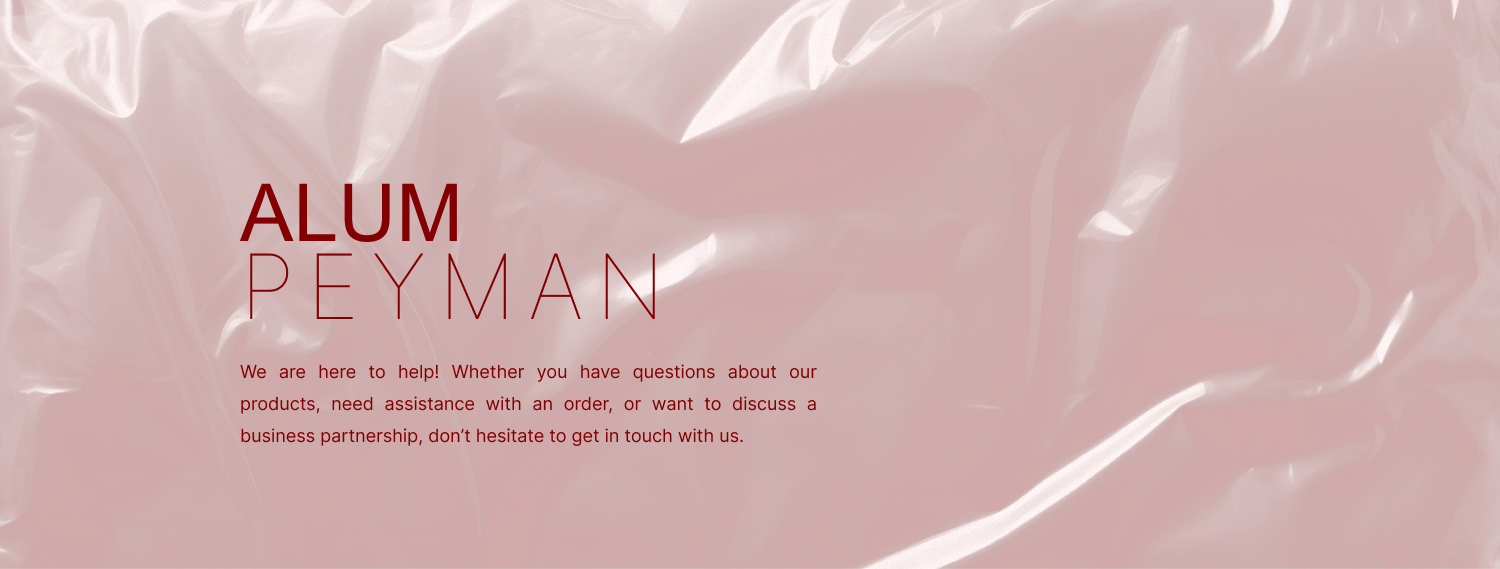 ALUM
PEYMAN
We are here to help! Whether you have questions about our
products, need assistance with an order, or want to discuss a
business partnership, don’t hesitate to get in touch with us.